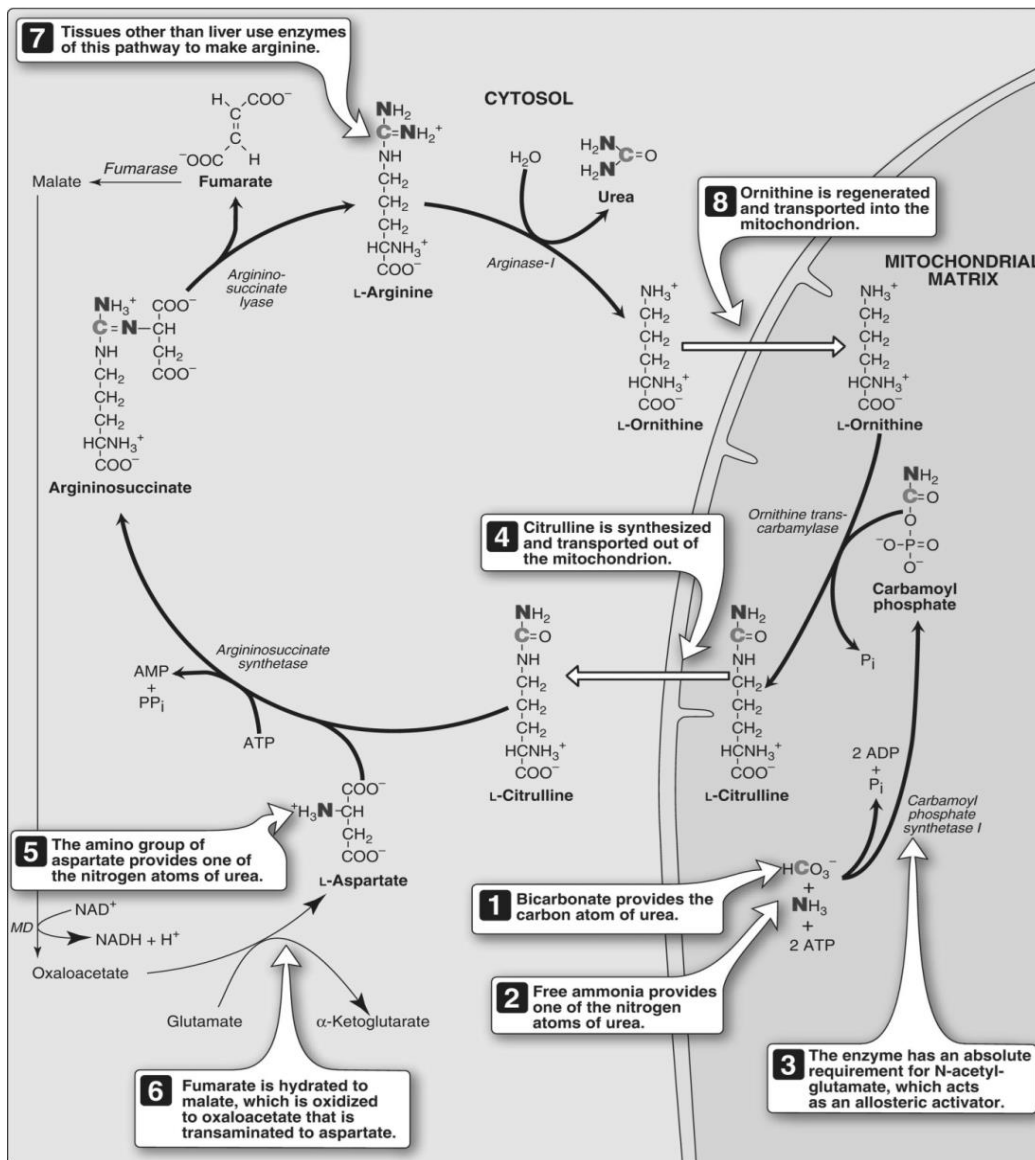 7 Tissues other than liver use enzymes
of this pathway to make arginine.
CYTOSOL
H COO⁻
C
C
⁻OOC H
Fumarate
Fumarase
Malate
NH₂
C=NH₂⁺
NH
CH₂
CH₂
CH₂
HCNH₃⁺
COO⁻
L-Arginine
H₂O
H₂N
C=O
H₂N
Urea
Arginase-I
Arginino-
succinate
lyase
8 Ornithine is regenerated
and transported into the
mitochondrion.
MITOCHONDRIAL
MATRIX
NH₃⁺
CH₂
CH₂
CH₂
HCNH₃⁺
COO⁻
L-Ornithine
NH₃⁺
CH₂
CH₂
CH₂
HCNH₃⁺
COO⁻
L-Ornithine
NH₃⁺ COO⁻
C=N–CH
NH CH₂
CH₂ COO⁻
CH₂
CH₂
HCNH₃⁺
COO⁻
Argininosuccinate
Ornithine trans-
carbamylase
NH₂
C=O
O
⁻O–P=O
O⁻
Carbamoyl
phosphate
Pi
4 Citrulline is synthesized
and transported out of
the mitochondrion.
NH₂
C=O
NH
CH₂
CH₂
CH₂
HCNH₃⁺
COO⁻
L-Citrulline
NH₂
C=O
NH
CH₂
CH₂
CH₂
HCNH₃⁺
COO⁻
L-Citrulline
Argininosuccinate
synthetase
AMP
+
PPi
ATP
COO⁻
⁺H₃N–CH
CH₂
COO⁻
L-Aspartate
5 The amino group of
aspartate provides one of
the nitrogen atoms of urea.
2 ADP
+
Pi
Carbamoyl
phosphate
synthetase I
HCO₃⁻
+
NH₃
+
2 ATP
1 Bicarbonate provides the
carbon atom of urea.
2 Free ammonia provides
one of the nitrogen
atoms of urea.
3 The enzyme has an absolute
requirement for N-acetyl-
glutamate, which acts
as an allosteric activator.
MD
NAD⁺
NADH + H⁺
Oxaloacetate
Glutamate
α-Ketoglutarate
6 Fumarate is hydrated to
malate, which is oxidized
to oxaloacetate that is
transaminated to aspartate.